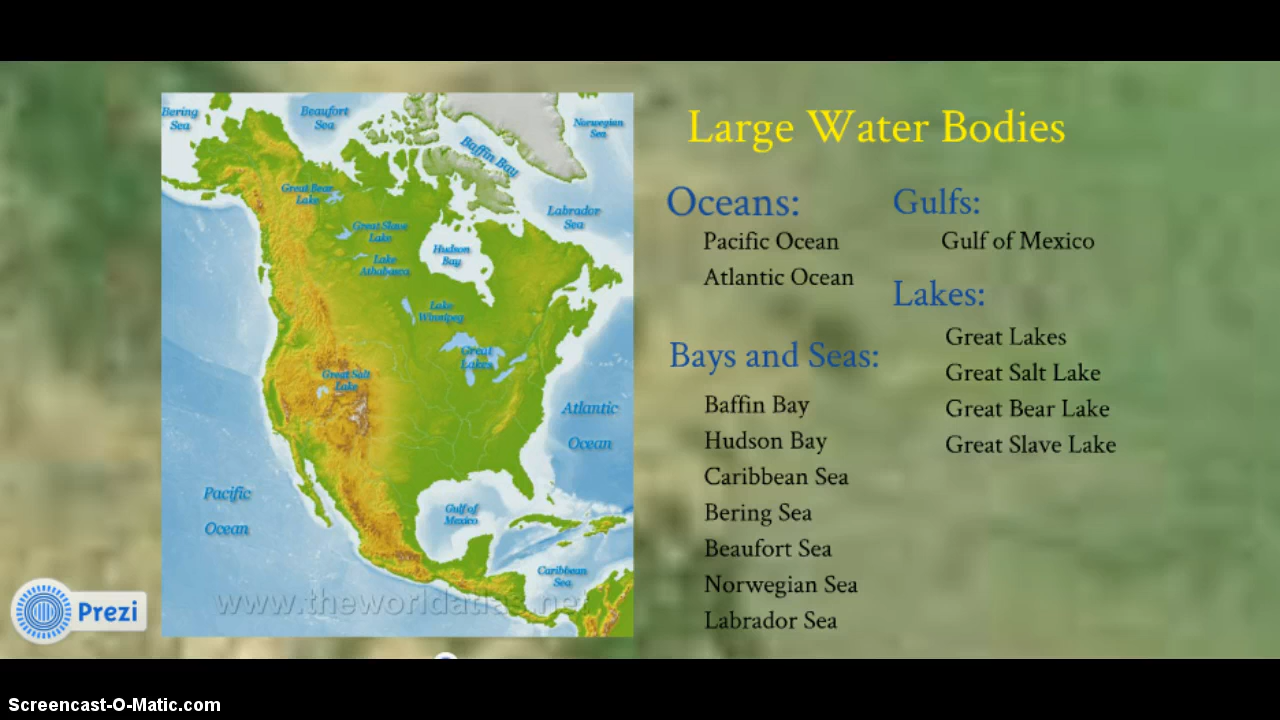 Bering
Sea
Beaufort
Sea
Norwegian
Sea
Baffin Bay
Great Bear
Lake
Labrador
Sea
Great Slave
Lake
Hudson
Bay
Lake
Athabasca
Lake
Winnipeg
Great
Lakes
Great Salt
Lake
Atlantic
Ocean
Pacific
Ocean
Gulf of
Mexico
Caribbean
Sea
www.theworldatlas.net
Large Water Bodies
Oceans:
Pacific Ocean
Atlantic Ocean
Bays and Seas:
Baffin Bay
Hudson Bay
Caribbean Sea
Bering Sea
Beaufort Sea
Norwegian Sea
Labrador Sea
Gulfs:
Gulf of Mexico
Lakes:
Great Lakes
Great Salt Lake
Great Bear Lake
Great Slave Lake
Prezi
Screencast-O-Matic.com